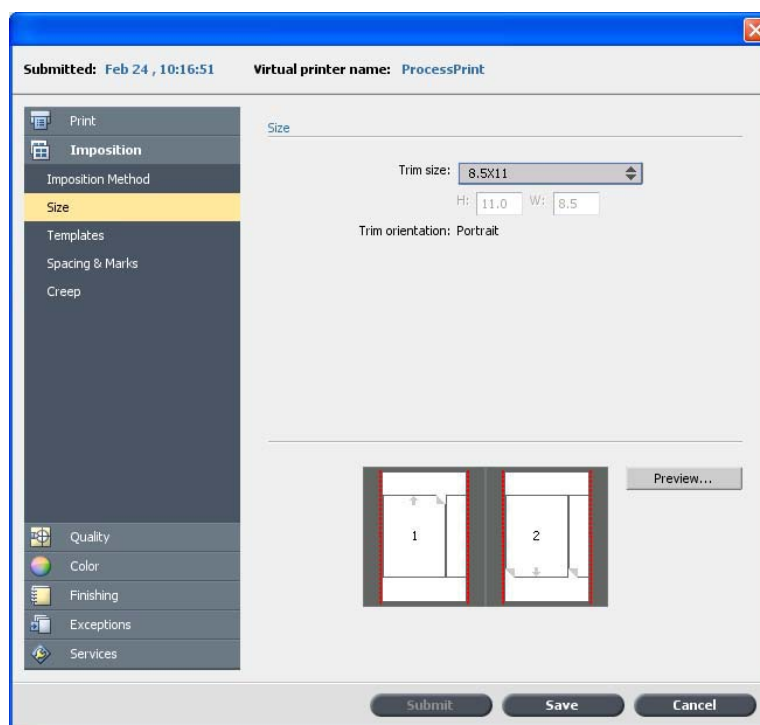 Submitted: Feb 24 , 10:16:51 Virtual printer name: ProcessPrint
Print
Imposition
Imposition Method
Size
Templates
Spacing & Marks
Creep
Quality
Color
Finishing
Exceptions
Services
Size
Trim size: 8.5X11
H: 11.0 W: 8.5
Trim orientation: Portrait
1 2
Preview...
Submit Save Cancel